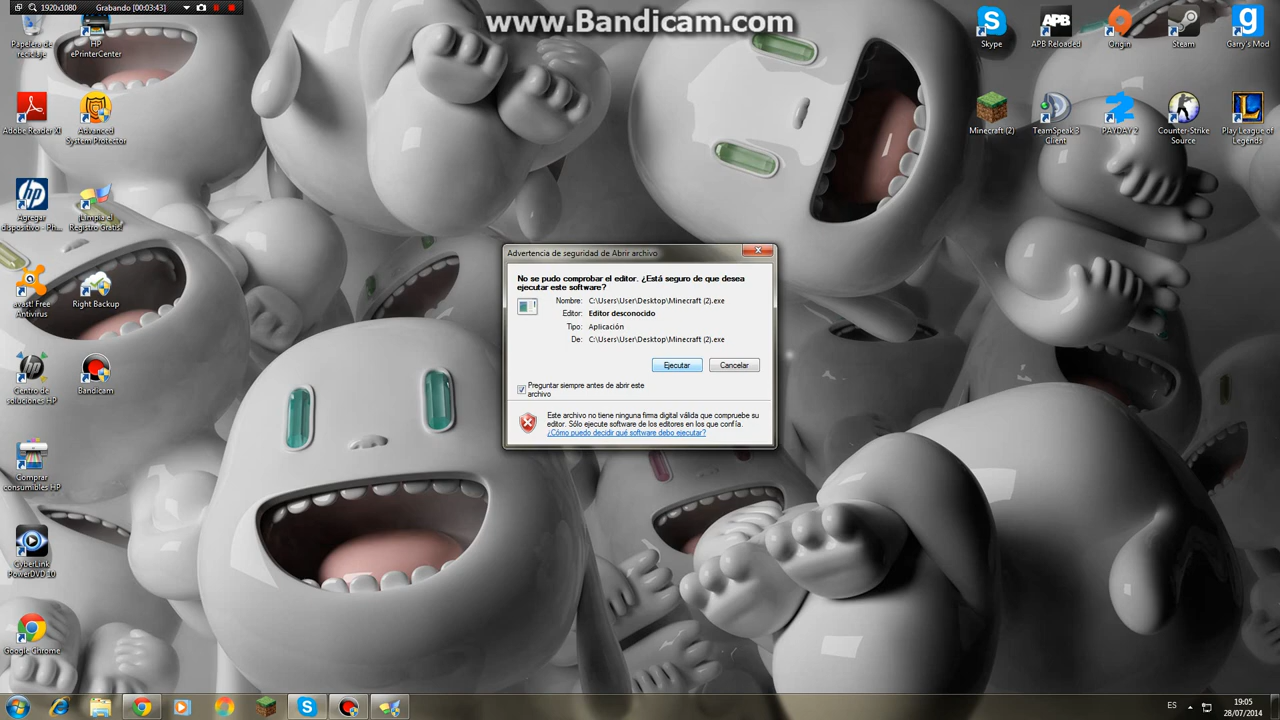 1920x1080 Grabando [00:03:43]
www.Bandicam.com
Papelera de
reciclaje
HP
ePrinterCenter
Skype
APB Reloaded
Origin
Steam
Garry's Mod
Adobe Reader XI
Advanced
System Protector
Minecraft (2)
TeamSpeak 3
Client
PAYDAY 2
Counter-Strike
Source
Play League of
Legends
Agregar
dispositivo - Ph...
¡Limpia el
Registro Gratis!
avast! Free
Antivirus
Right Backup
Centro de
soluciones HP
Bandicam
Comprar
consumibles HP
CyberLink
PowerDVD 10
Google Chrome
Advertencia de seguridad de Abrir archivo
No se pudo comprobar el editor. ¿Está seguro de que desea
ejecutar este software?
Nombre: C:\Users\User\Desktop\Minecraft (2).exe
Editor: Editor desconocido
Tipo: Aplicación
De: C:\Users\User\Desktop\Minecraft (2).exe
Ejecutar Cancelar
Preguntar siempre antes de abrir este
archivo
Este archivo no tiene ninguna firma digital válida que compruebe su
editor. Sólo ejecute software de los editores en los que confía.
¿Cómo puedo decidir qué software debo ejecutar?
ES
19:05
28/07/2014